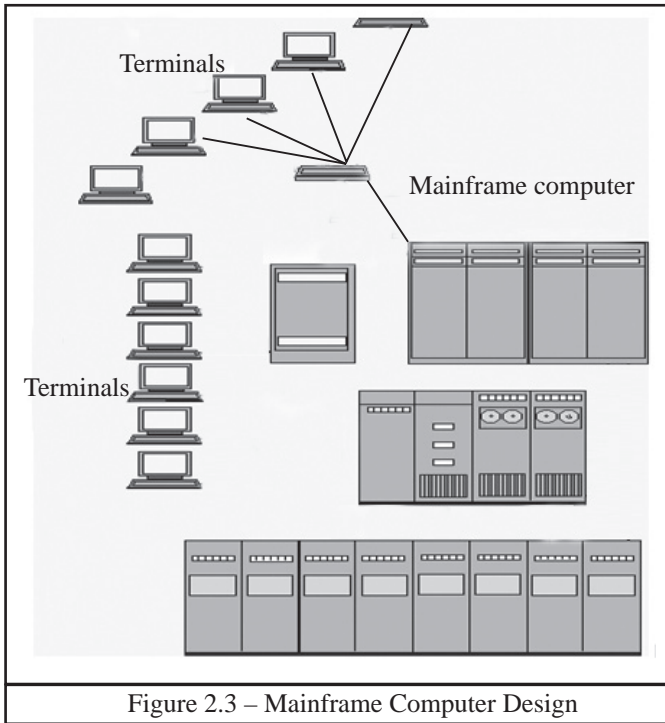 Terminals
Mainframe computer
Terminals
Figure 2.3 – Mainframe Computer Design